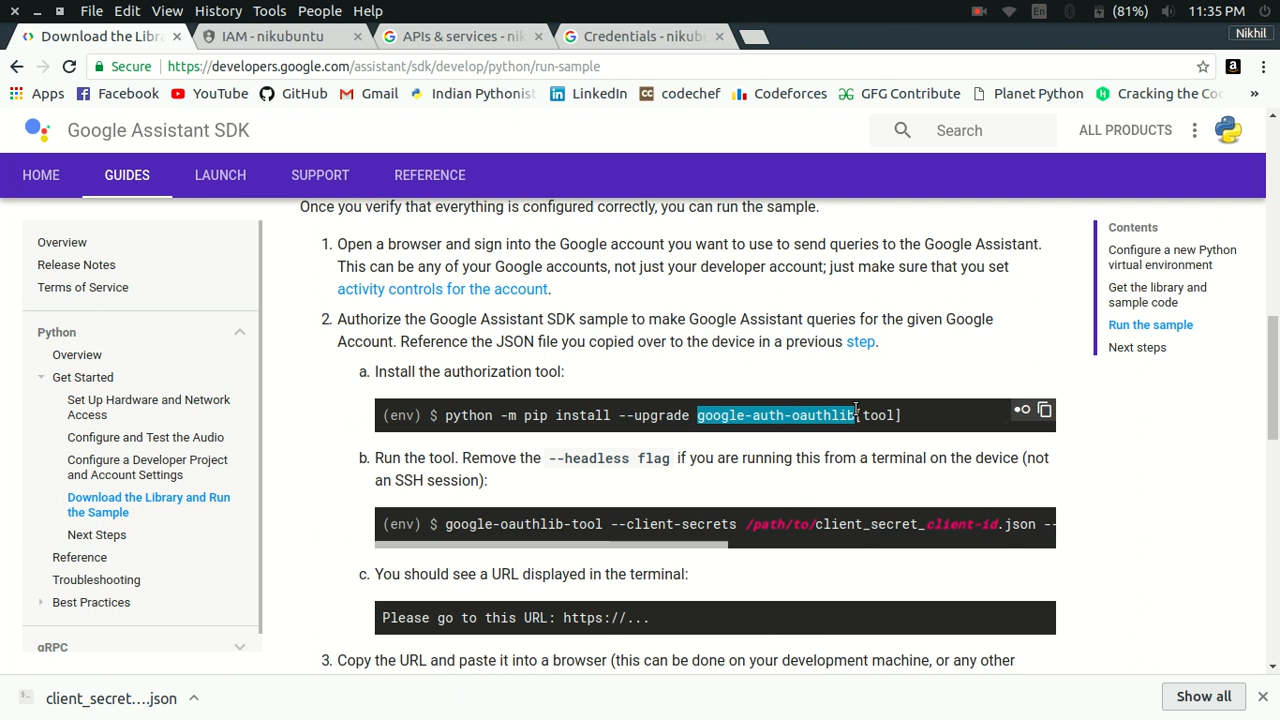 File Edit View History Tools People Help
En (81%) 11:35 PM
Download the Libra IAM - nikubuntu APIs & services - nik Credentials - nikub Nikhil
Secure https://developers.google.com/assistant/sdk/develop/python/run-sample
Apps Facebook YouTube GitHub Gmail Indian Pythonist LinkedIn codechef Codeforces GFG Contribute Planet Python Cracking the Co »
Google Assistant SDK Search ALL PRODUCTS
HOME GUIDES LAUNCH SUPPORT REFERENCE
Overview
Release Notes
Terms of Service
Python
Overview
Get Started
Set Up Hardware and Network
Access
Configure and Test the Audio
Configure a Developer Project
and Account Settings
Download the Library and Run
the Sample
Next Steps
Reference
Troubleshooting
Best Practices
gRPC
Once you verify that everything is configured correctly, you can run the sample.
1. Open a browser and sign into the Google account you want to use to send queries to the Google Assistant.
This can be any of your Google accounts, not just your developer account; just make sure that you set
activity controls for the account.
2. Authorize the Google Assistant SDK sample to make Google Assistant queries for the given Google
Account. Reference the JSON file you copied over to the device in a previous step.
a. Install the authorization tool:
(env) $ python -m pip install --upgrade google-auth-oauthlib[tool]
b. Run the tool. Remove the --headless flag if you are running this from a terminal on the device (not
an SSH session):
(env) $ google-oauthlib-tool --client-secrets /path/to/client_secret_client-id.json --
c. You should see a URL displayed in the terminal:
Please go to this URL: https://...
3. Copy the URL and paste it into a browser (this can be done on your development machine, or any other
Contents
Configure a new Python
virtual environment
Get the library and
sample code
Run the sample
Next steps
client_secret....json Show all